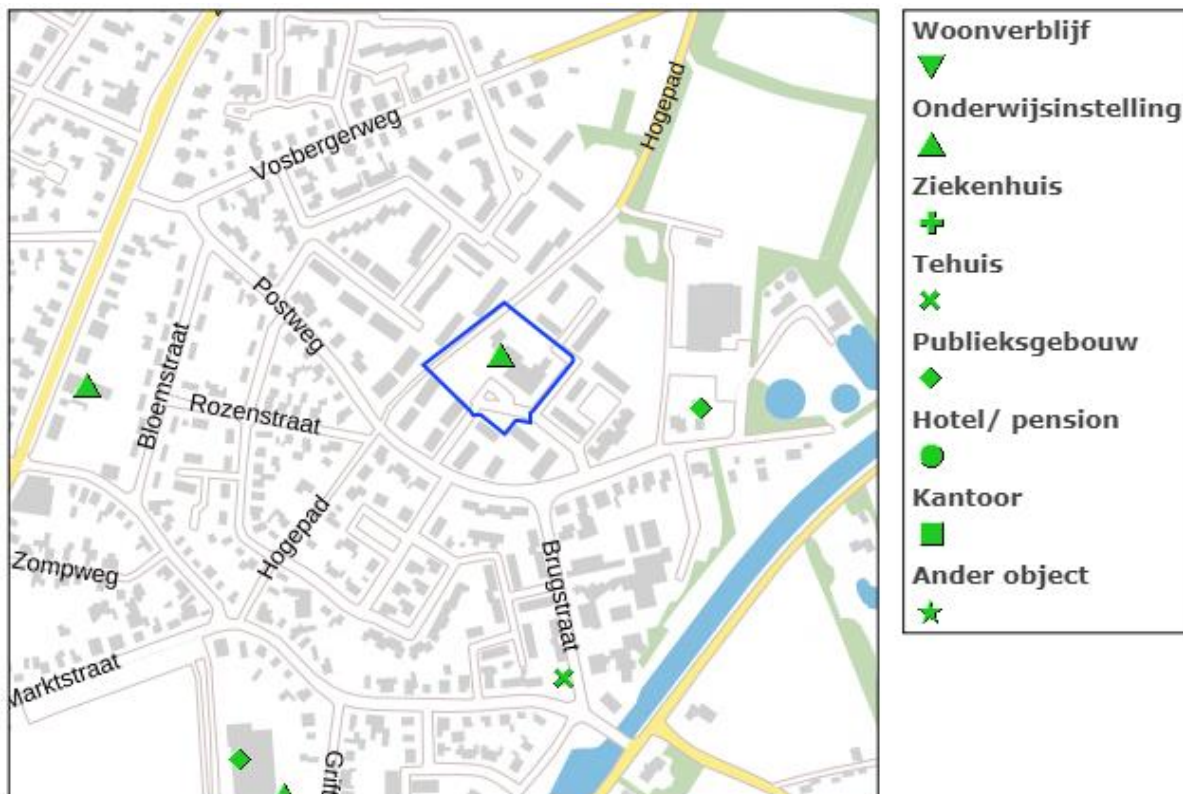 Hogepad
Vosbergerweg
Postweg
Bloemstraat
Rozenstraat
Hogepad
Zompweg
Brugstraat
Marktstraat
Grift
Woonverblijf
Onderwijsinstelling
Ziekenhuis
Tehuis
Publieksgebouw
Hotel/ pension
Kantoor
Ander object